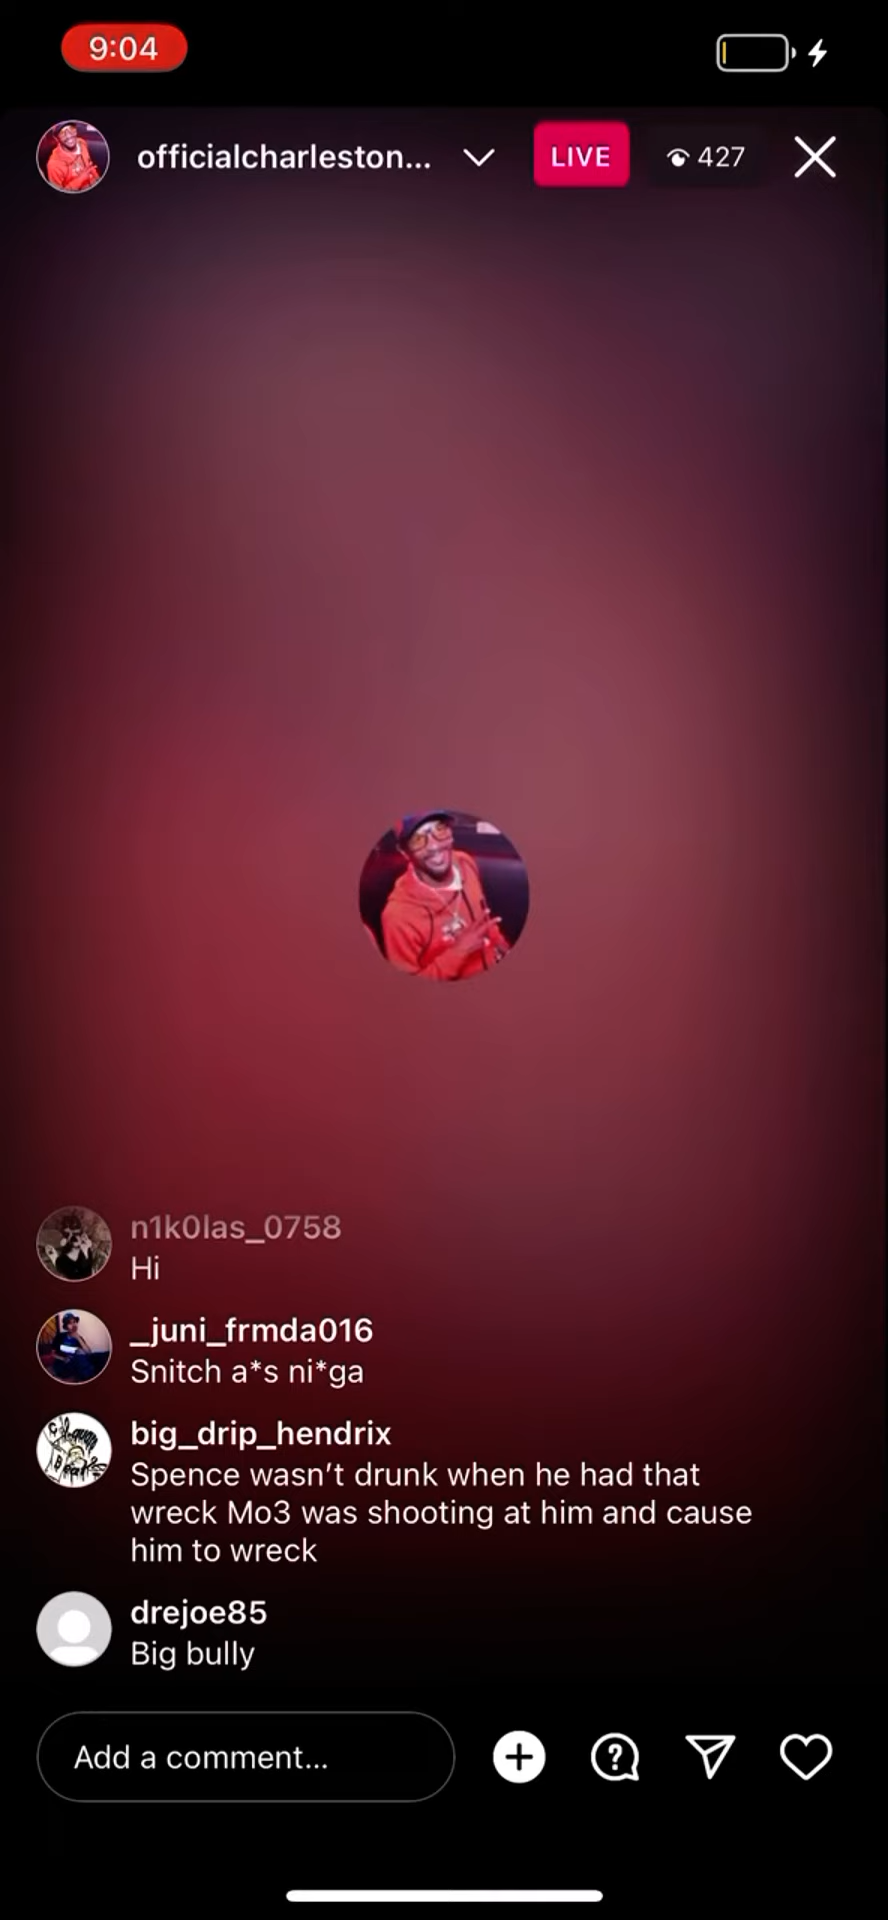 9:04
officialcharleston...
LIVE
427
n1k0las_0758
Hi
_juni_frmda016
Snitch a*s ni*ga
big_drip_hendrix
Spence wasn't drunk when he had that
wreck Mo3 was shooting at him and cause
him to wreck
drejoe85
Big bully
Add a comment...